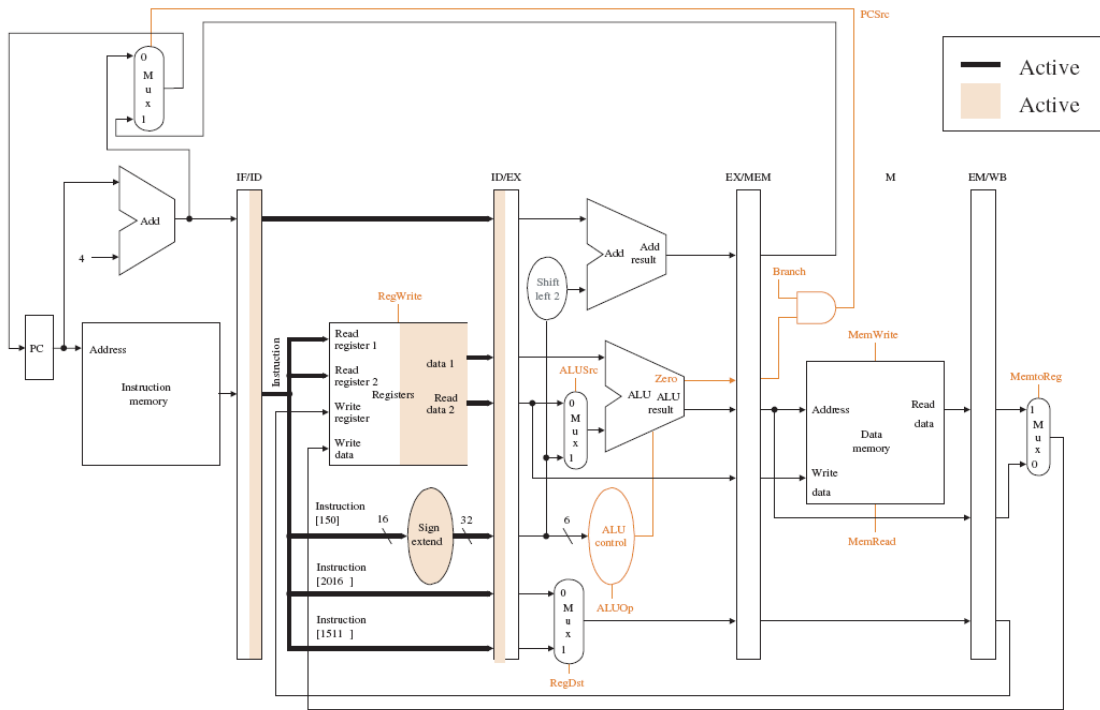 PCSrc
0
M
u
x
1
Active
Active
IF/ID
ID/EX
EX/MEM
M
EM/WB
Add
4
Add
Add
result
Shift
left 2
Branch
RegWrite
MemWrite
PC
Address
Instruction
memory
Instruction
Read
register 1
Read
register 2
Registers
Write
register
Write
data
data 1
Read
data 2
ALUSrc
0
M
u
x
1
Zero
ALU
ALU
result
Address
Read
data
Data
memory
Write
data
MemtoReg
1
M
u
x
0
Instruction
[150]
16
Sign
extend
32
6
ALU
control
MemRead
Instruction
[2016 ]
ALUOp
0
M
u
x
1
Instruction
[1511 ]
RegDst